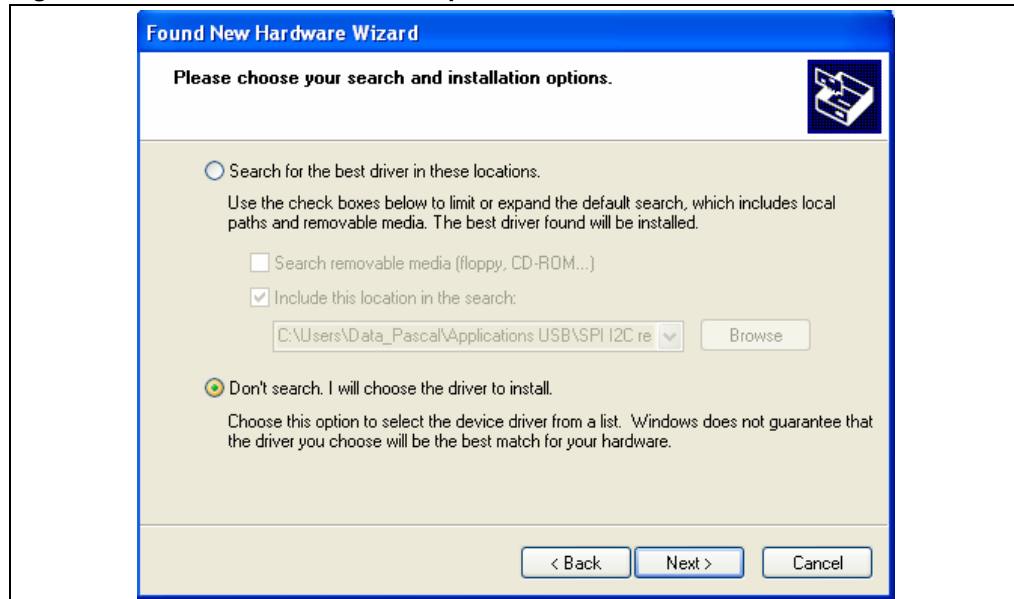 Found New Hardware Wizard
Please choose your search and installation options.
Search for the best driver in these locations.
Use the check boxes below to limit or expand the default search, which includes local
paths and removable media. The best driver found will be installed.
Search removable media (floppy, CD-ROM...)
Include this location in the search:
C:\Users\Data_Pascal\Applications USB\SPI I2C re
Browse
Don't search. I will choose the driver to install.
Choose this option to select the device driver from a list. Windows does not guarantee that
the driver you choose will be the best match for your hardware.
< Back
Next >
Cancel